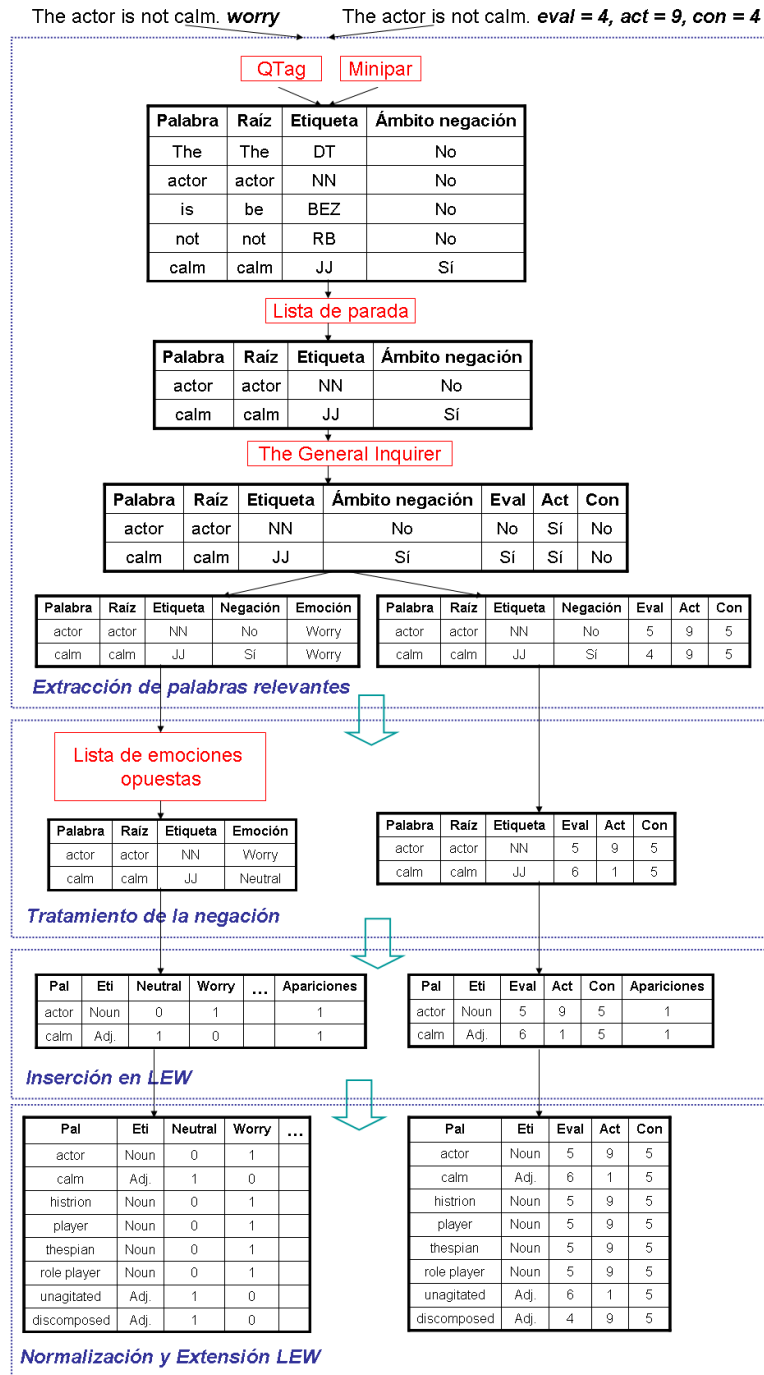 The actor is not calm. worry
The actor is not calm. eval = 4, act = 9, con = 4
QTag
Minipar
Palabra Raíz Etiqueta Ámbito negación
The The DT No
actor actor NN No
is be BEZ No
not not RB No
calm calm JJ Sí
Lista de parada
Palabra Raíz Etiqueta Ámbito negación
actor actor NN No
calm calm JJ Sí
The General Inquirer
Palabra Raíz Etiqueta Ámbito negación Eval Act Con
actor actor NN No No Sí No
calm calm JJ Sí Sí Sí No
Palabra Raíz Etiqueta Negación Emoción
actor actor NN No Worry
calm calm JJ Sí Worry
Palabra Raíz Etiqueta Negación Eval Act Con
actor actor NN No 5 9 5
calm calm JJ Sí 4 9 5
Extracción de palabras relevantes
Lista de emociones
opuestas
Palabra Raíz Etiqueta Emoción
actor actor NN Worry
calm calm JJ Neutral
Palabra Raíz Etiqueta Eval Act Con
actor actor NN 5 9 5
calm calm JJ 6 1 5
Tratamiento de la negación
Pal Eti Neutral Worry ... Apariciones
actor Noun 0 1 1
calm Adj. 1 0 1
Pal Eti Eval Act Con Apariciones
actor Noun 5 9 5 1
calm Adj. 6 1 5 1
Inserción en LEW
Pal Eti Neutral Worry ...
actor Noun 0 1
calm Adj. 1 0
histrion Noun 0 1
player Noun 0 1
thespian Noun 0 1
role player Noun 0 1
unagitated Adj. 1 0
discomposed Adj. 1 0
Pal Eti Eval Act Con
actor Noun 5 9 5
calm Adj. 6 1 5
histrion Noun 5 9 5
player Noun 5 9 5
thespian Noun 5 9 5
role player Noun 5 9 5
unagitated Adj. 6 1 5
discomposed Adj. 4 9 5
Normalización y Extensión LEW